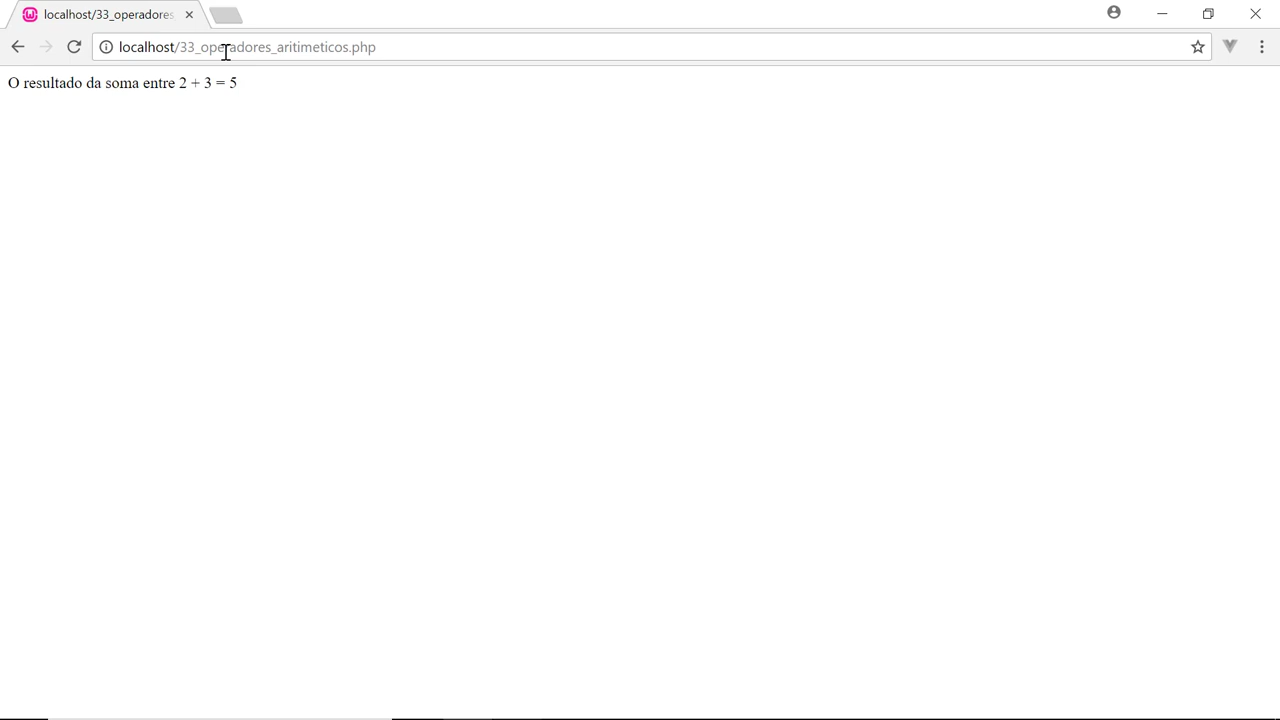 localhost/33_operadores
localhost/33_operadores_aritimeticos.php
O resultado da soma entre 2 + 3 = 5